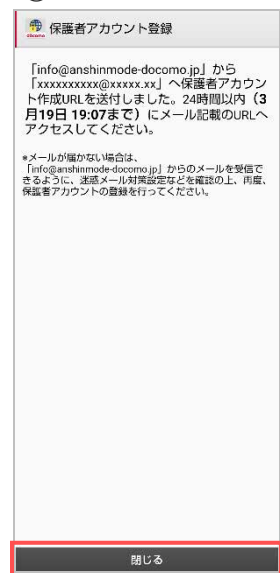 docomo
保護者アカウント登録
「info@anshinmode-docomo.jp」から
「xxxxxxxxxx@xxxxx.xx」へ保護者アカウン
ト作成URLを送付しました。24時間以内（3
月19日 19:07まで）にメール記載のURLへ
アクセスしてください。
*メールが届かない場合は、
「info@anshinmode-docomo.jp」からのメールを受信で
きるように、迷惑メール対策設定などを確認の上、再度、
保護者アカウントの登録を行ってください。
閉じる